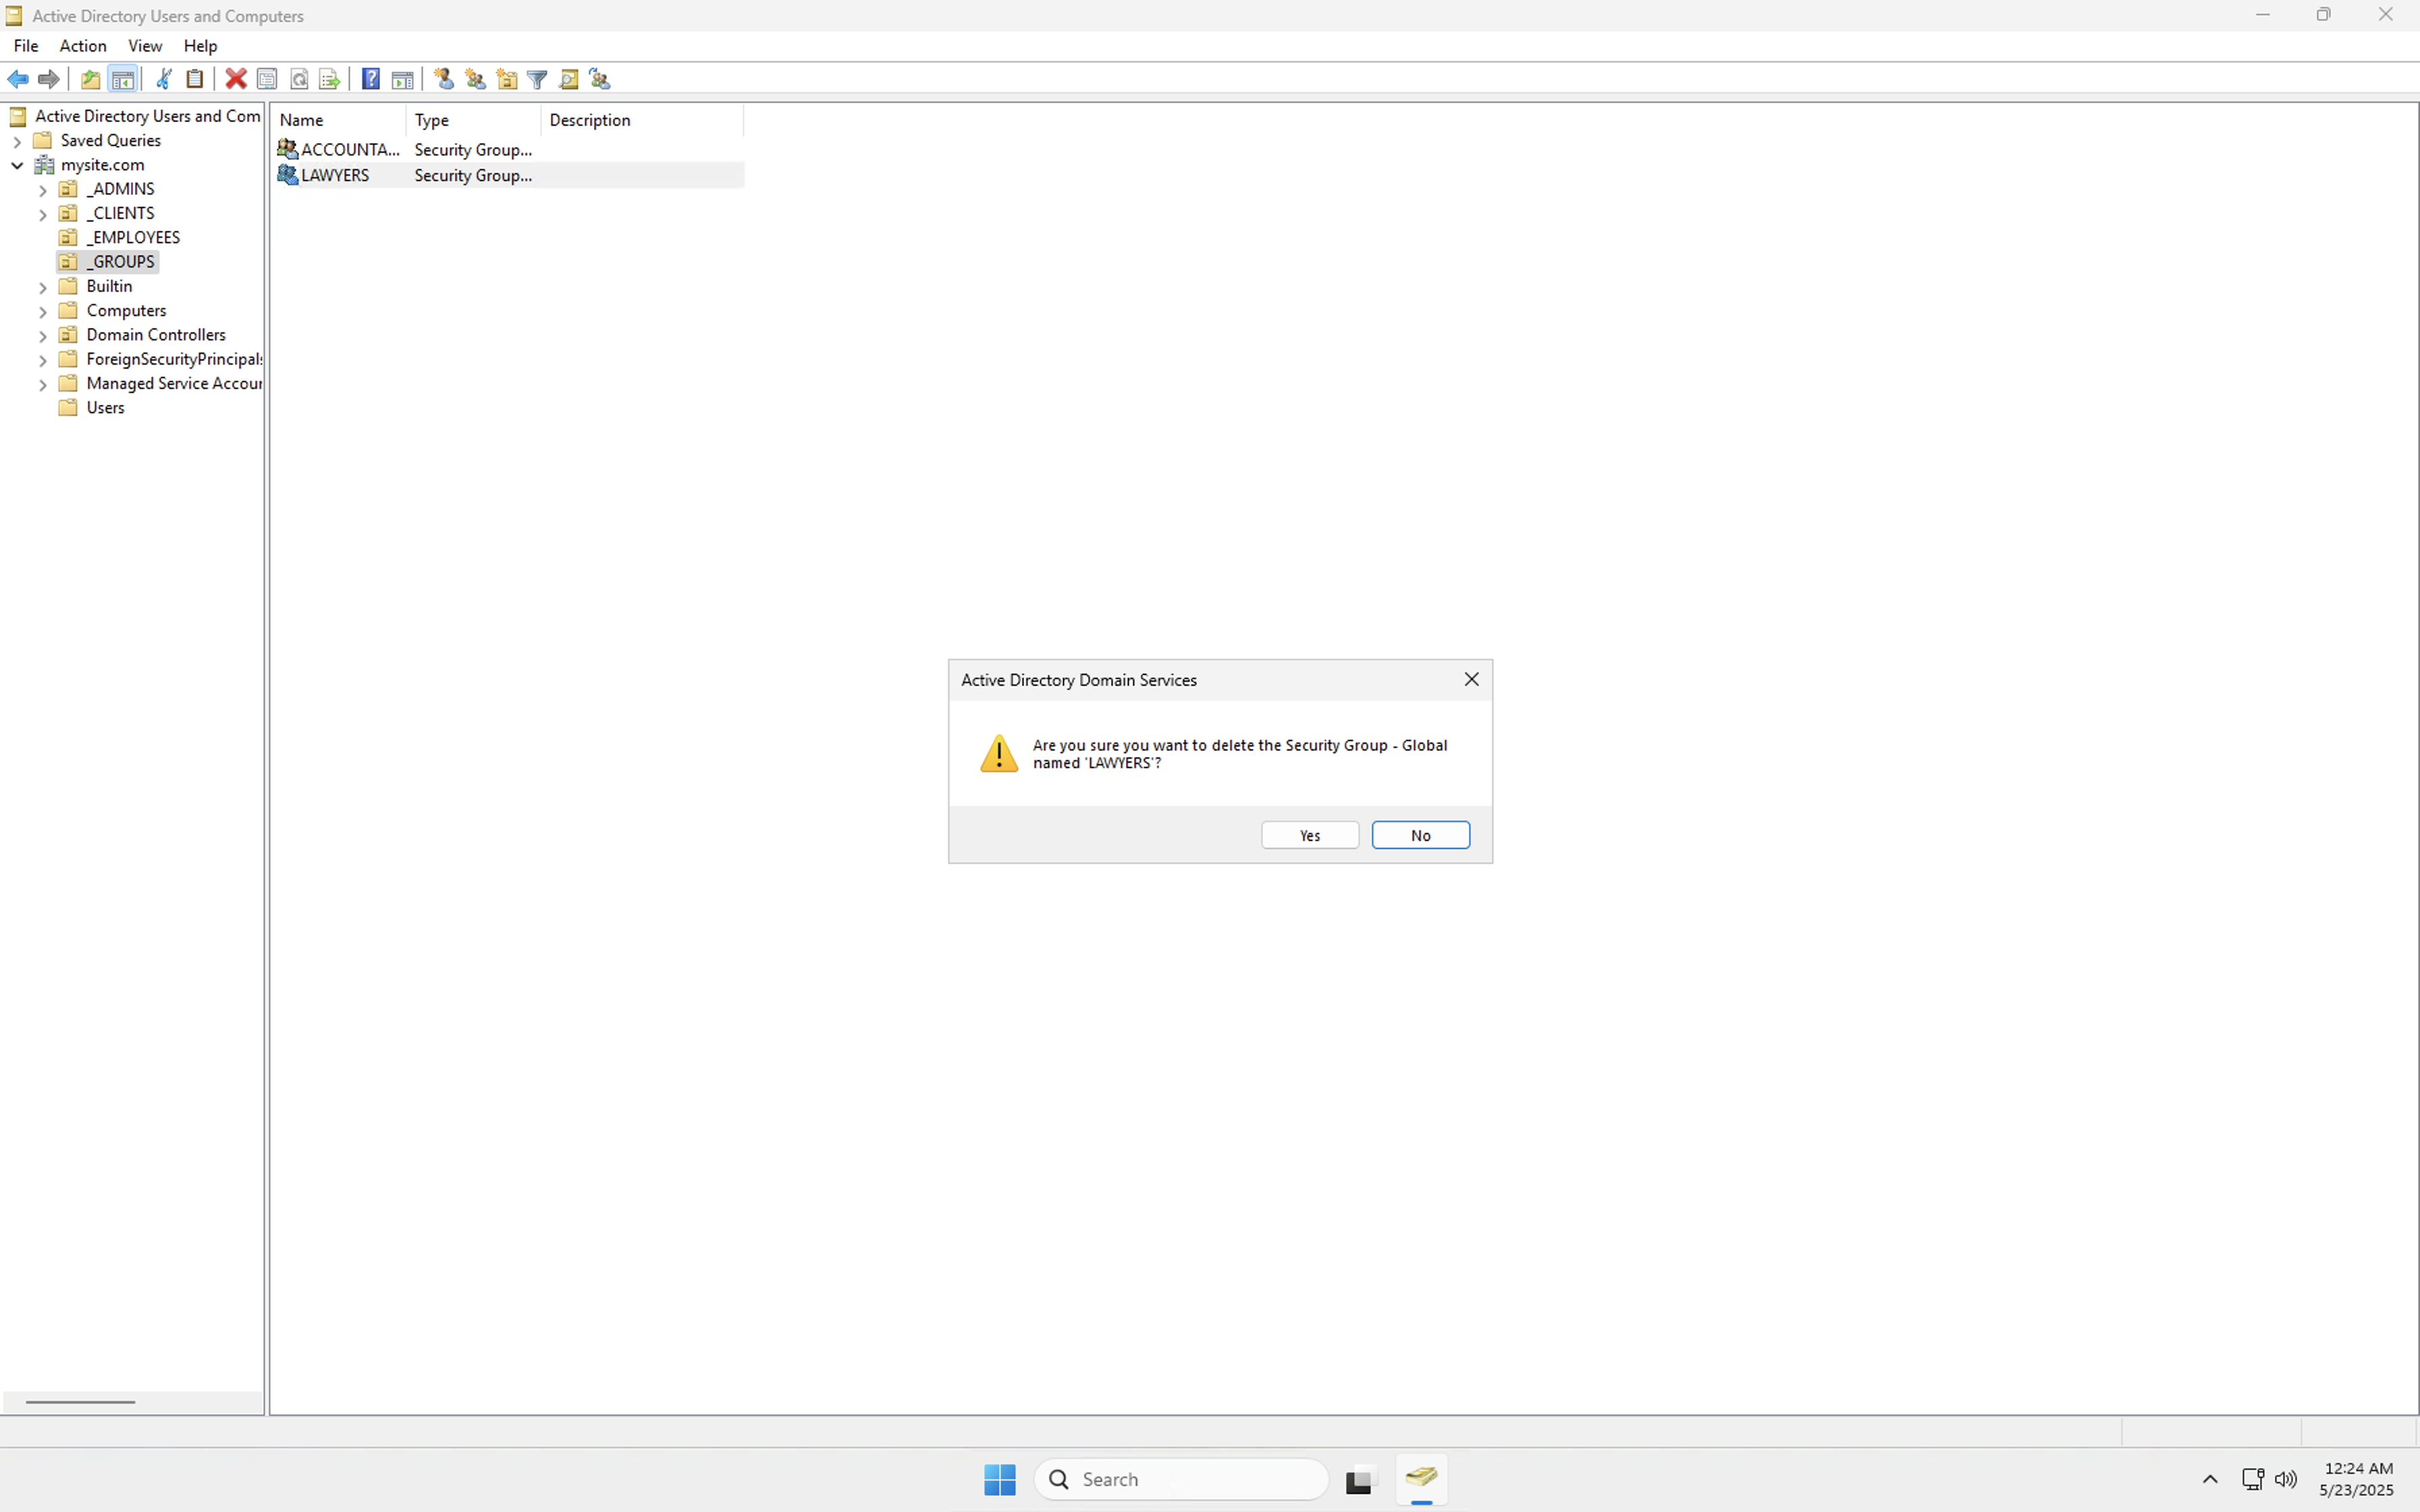 Active Directory Users and Computers
File Action View Help
Active Directory Users and Com
Saved Queries
mysite.com
_ADMINS
_CLIENTS
_EMPLOYEES
_GROUPS
Builtin
Computers
Domain Controllers
ForeignSecurityPrincipals
Managed Service Accour
Users
Name Type Description
ACCOUNTA... Security Group...
LAWYERS Security Group...
Active Directory Domain Services
Are you sure you want to delete the Security Group - Global
named 'LAWYERS'?
Yes No
Search
12:24 AM
5/23/2025